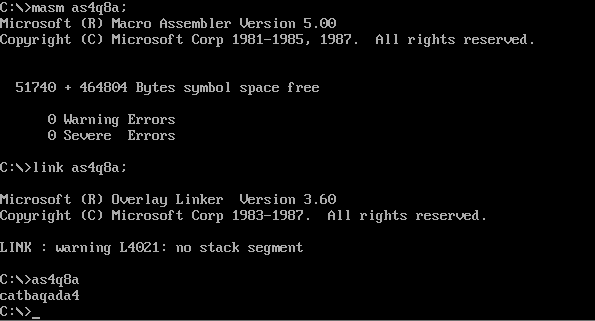 C:\>masm as4q8a;
Microsoft (R) Macro Assembler Version 5.00
Copyright (C) Microsoft Corp 1981-1985, 1987.  All rights reserved.
51740 + 464804 Bytes symbol space free
0 Warning Errors
0 Severe  Errors
C:\>link as4q8a;
Microsoft (R) Overlay Linker  Version 3.60
Copyright (C) Microsoft Corp 1983-1987.  All rights reserved.
LINK : warning L4021: no stack segment
C:\>as4q8a
catbaqada4
C:\>_